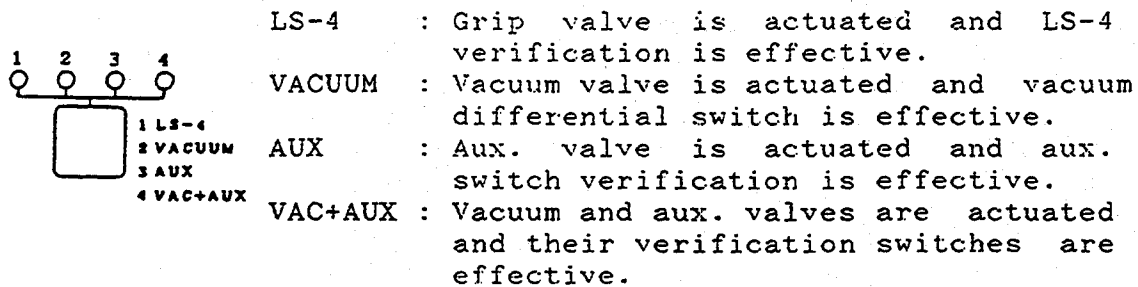 1 2 3 4
1 LS-4
2 VACUUM
3 AUX
4 VAC+AUX
LS-4 : Grip valve is actuated and LS-4
verification is effective.
VACUUM : Vacuum valve is actuated and vacuum
differential switch is effective.
AUX : Aux. valve is actuated and aux.
switch verification is effective.
VAC+AUX : Vacuum and aux. valves are actuated
and their verification switches are
effective.